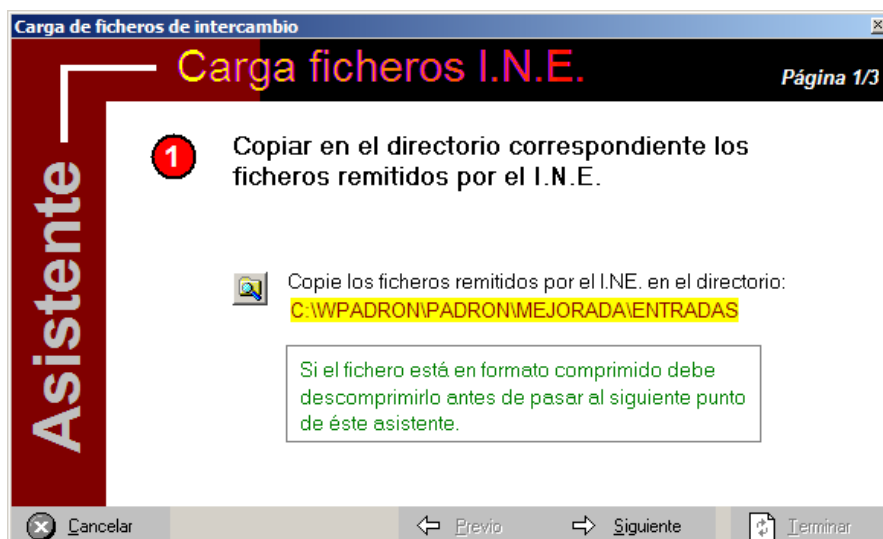 Carga de ficheros de intercambio
Carga ficheros I.N.E.
Página 1/3
Asistente
1
Copiar en el directorio correspondiente los
ficheros remitidos por el I.N.E.
Copie los ficheros remitidos por el I.NE. en el directorio:
C:\WPADRON\PADRON\MEJORADA\ENTRADAS
Si el fichero está en formato comprimido debe
descomprimirlo antes de pasar al siguiente punto
de éste asistente.
Cancelar
Previo
Siguiente
Terminar